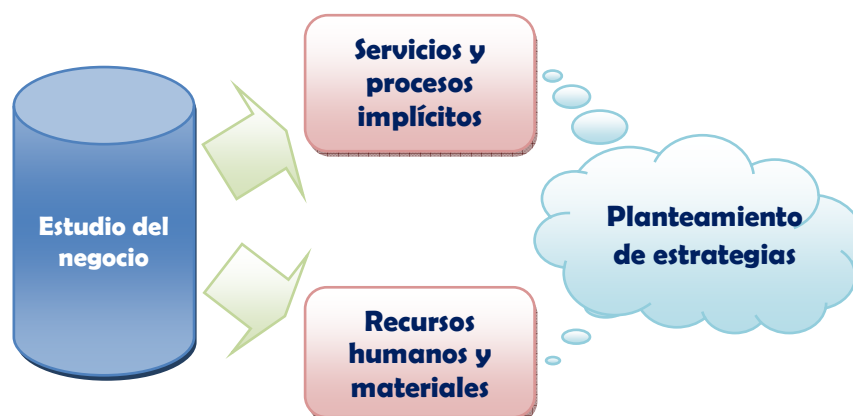 Estudio del
negocio
Servicios y
procesos
implícitos
Recursos
humanos y
materiales
Planteamiento
de estrategias